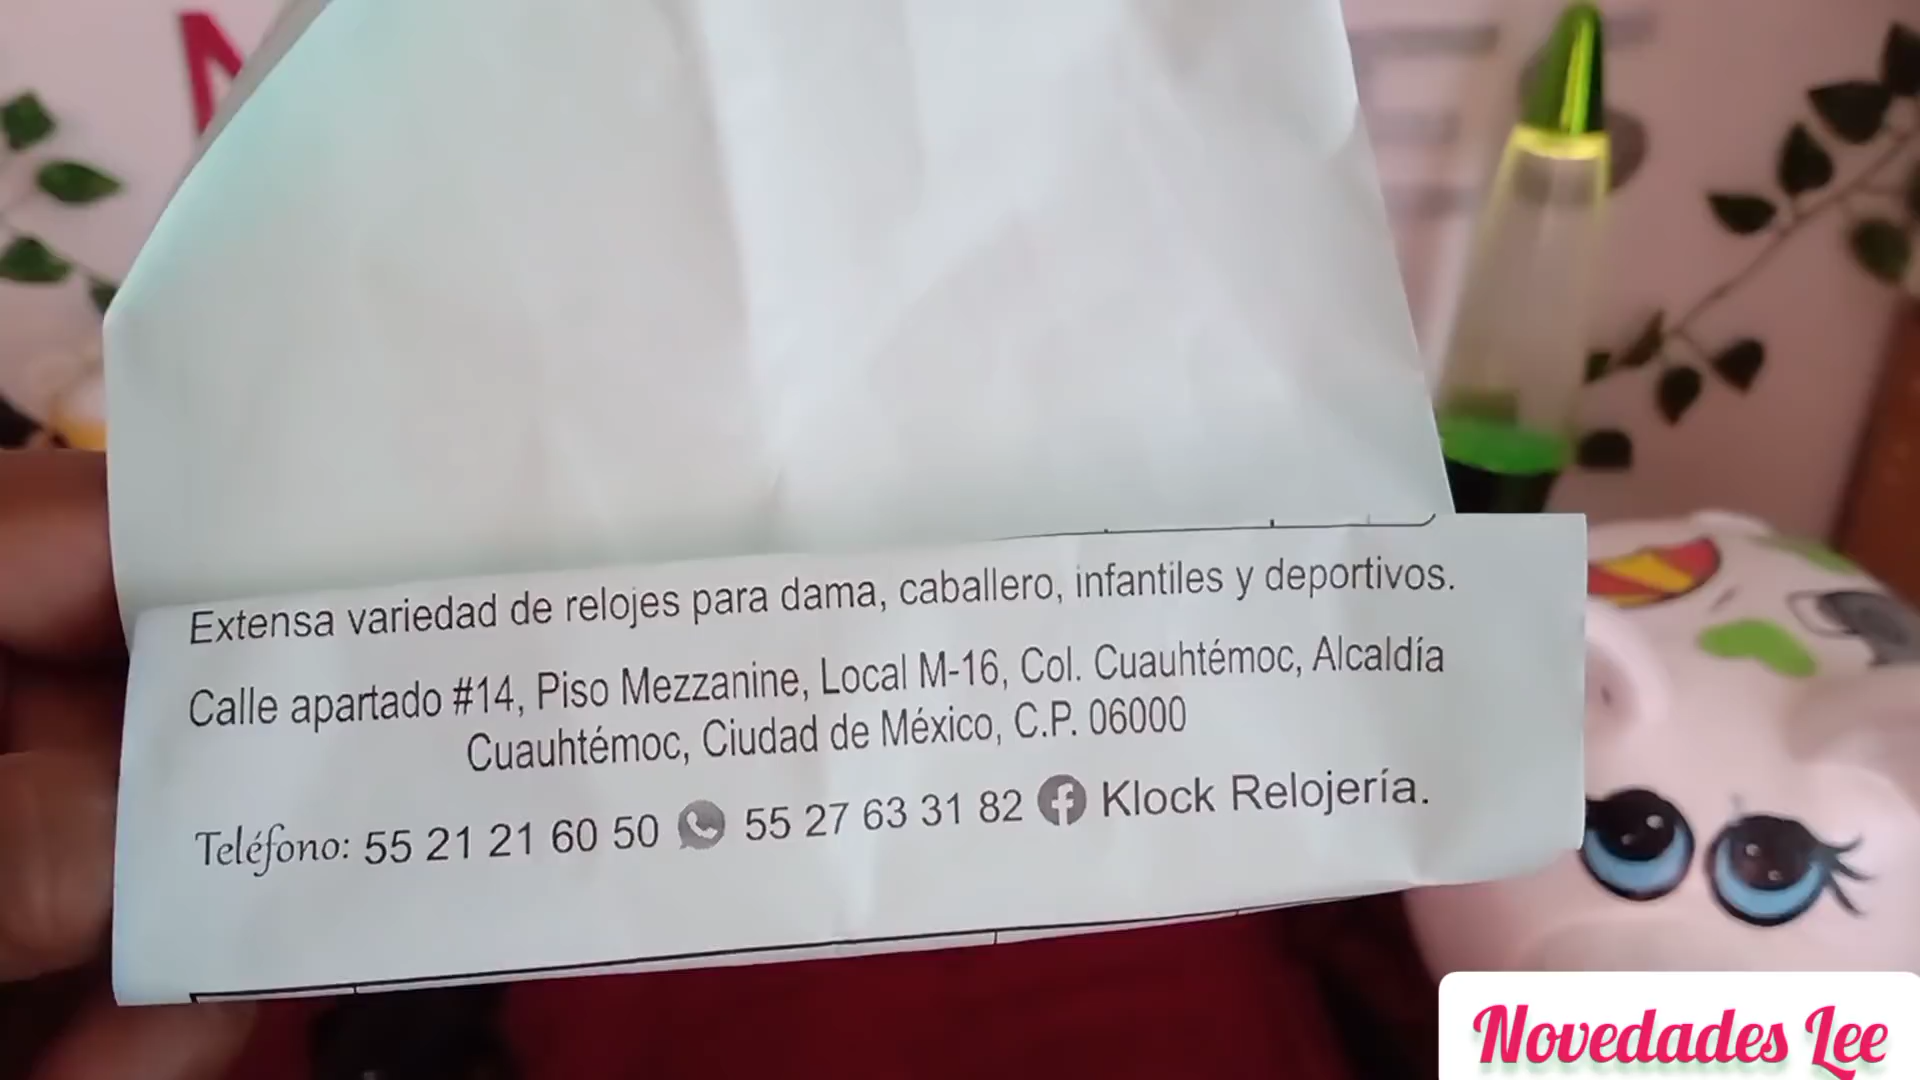 Extensa variedad de relojes para dama, caballero, infantiles y deportivos.
Calle apartado #14, Piso Mezzanine, Local M-16, Col. Cuauhtémoc, Alcaldía
Cuauhtémoc, Ciudad de México, C.P. 06000
Teléfono: 55 21 21 60 50 55 27 63 31 82 Klock Relojería.
Novedades Lee